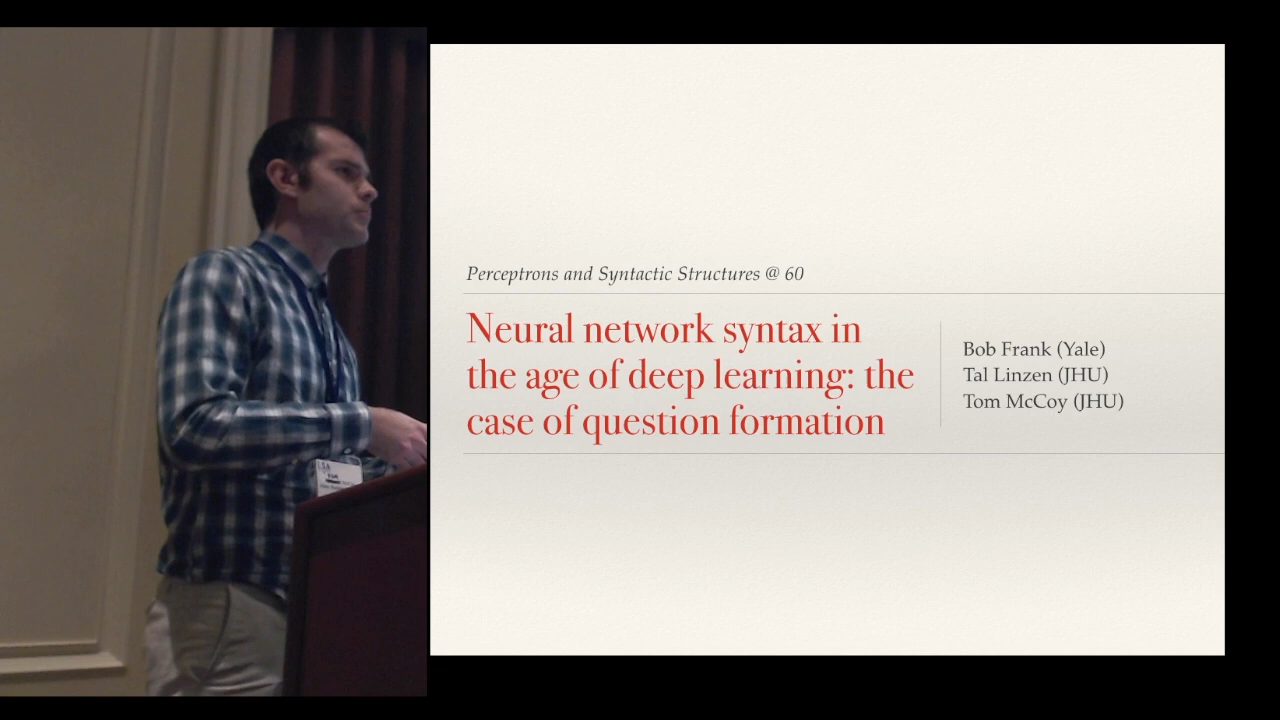 Perceptrons and Syntactic Structures @ 60
Neural network syntax in
the age of deep learning: the
case of question formation
Bob Frank (Yale)
Tal Linzen (JHU)
Tom McCoy (JHU)
LSA